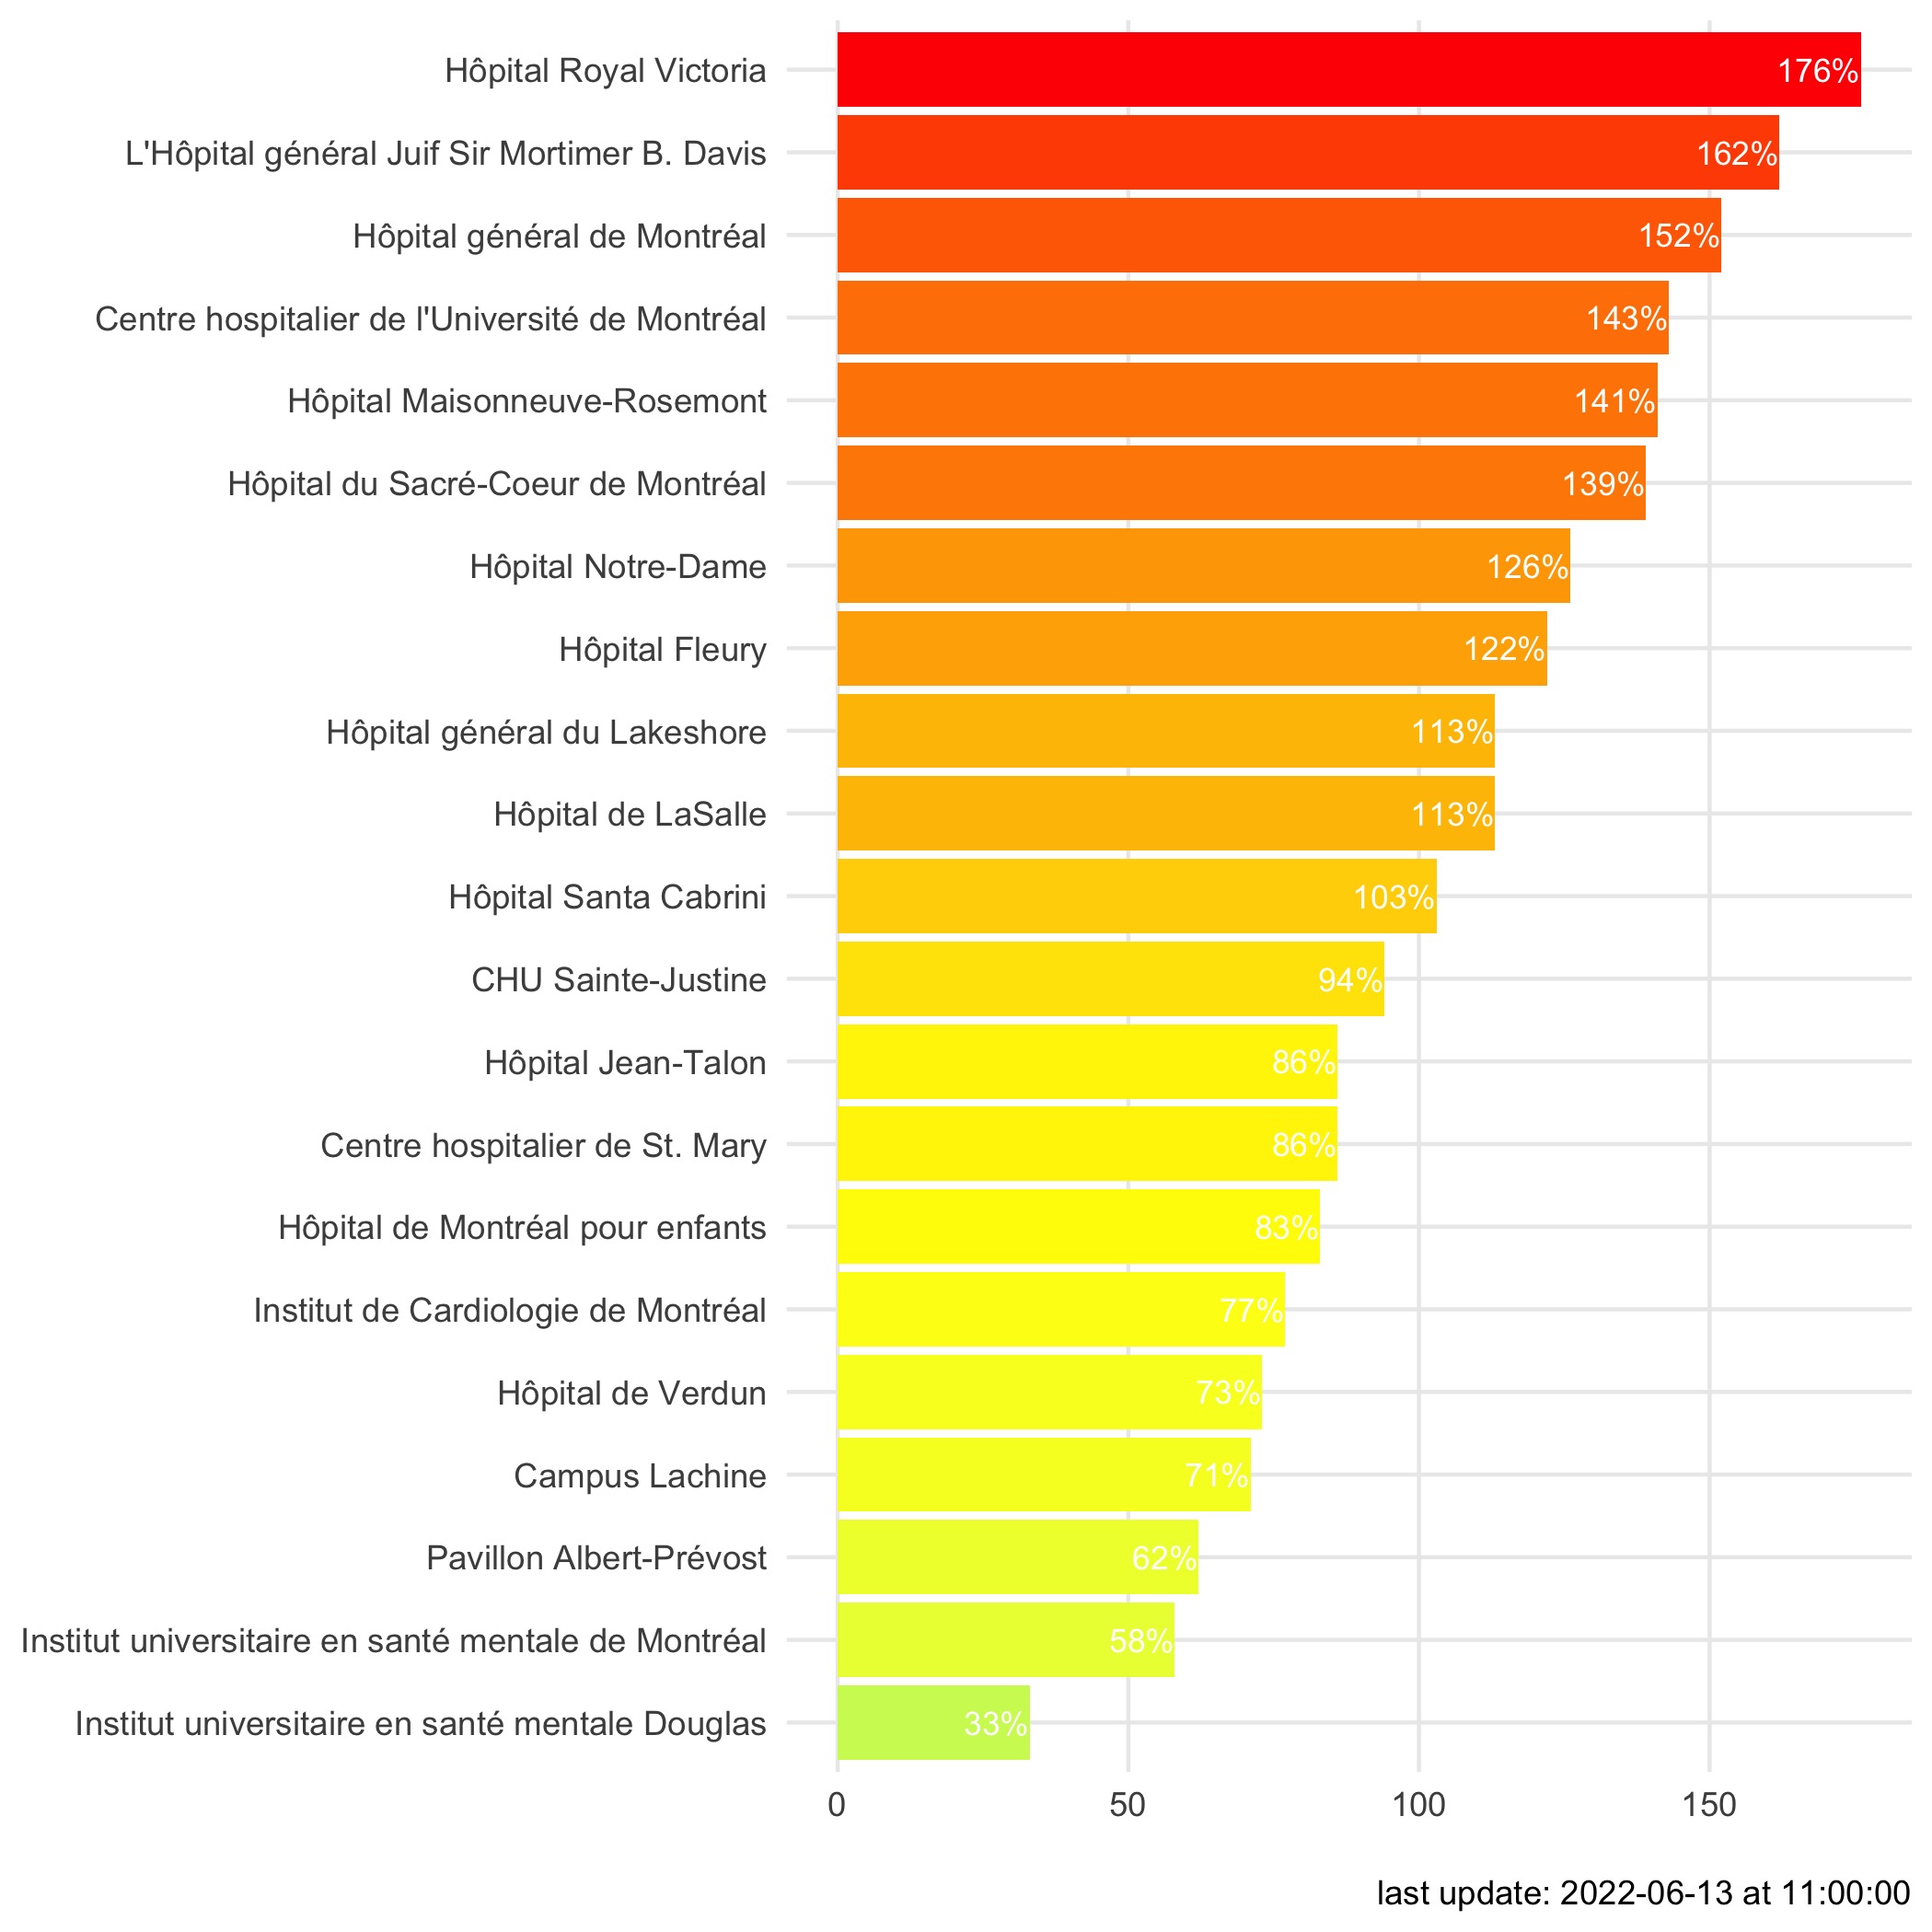 Hôpital Royal Victoria 176%
L'Hôpital général Juif Sir Mortimer B. Davis 162%
Hôpital général de Montréal 152%
Centre hospitalier de l'Université de Montréal 143%
Hôpital Maisonneuve-Rosemont 141%
Hôpital du Sacré-Coeur de Montréal 139%
Hôpital Notre-Dame 126%
Hôpital Fleury 122%
Hôpital général du Lakeshore 113%
Hôpital de LaSalle 113%
Hôpital Santa Cabrini 103%
CHU Sainte-Justine 94%
Hôpital Jean-Talon 86%
Centre hospitalier de St. Mary 86%
Hôpital de Montréal pour enfants 83%
Institut de Cardiologie de Montréal 77%
Hôpital de Verdun 73%
Campus Lachine 71%
Pavillon Albert-Prévost 62%
Institut universitaire en santé mentale de Montréal 58%
Institut universitaire en santé mentale Douglas 33%
0 50 100 150
last update: 2022-06-13 at 11:00:00